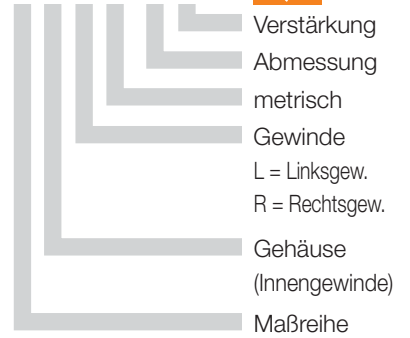 Verstärkung
Abmessung
metrisch
Gewinde
L = Linksgew.
R = Rechtsgew.
Gehäuse
(Innengewinde)
Maßreihe